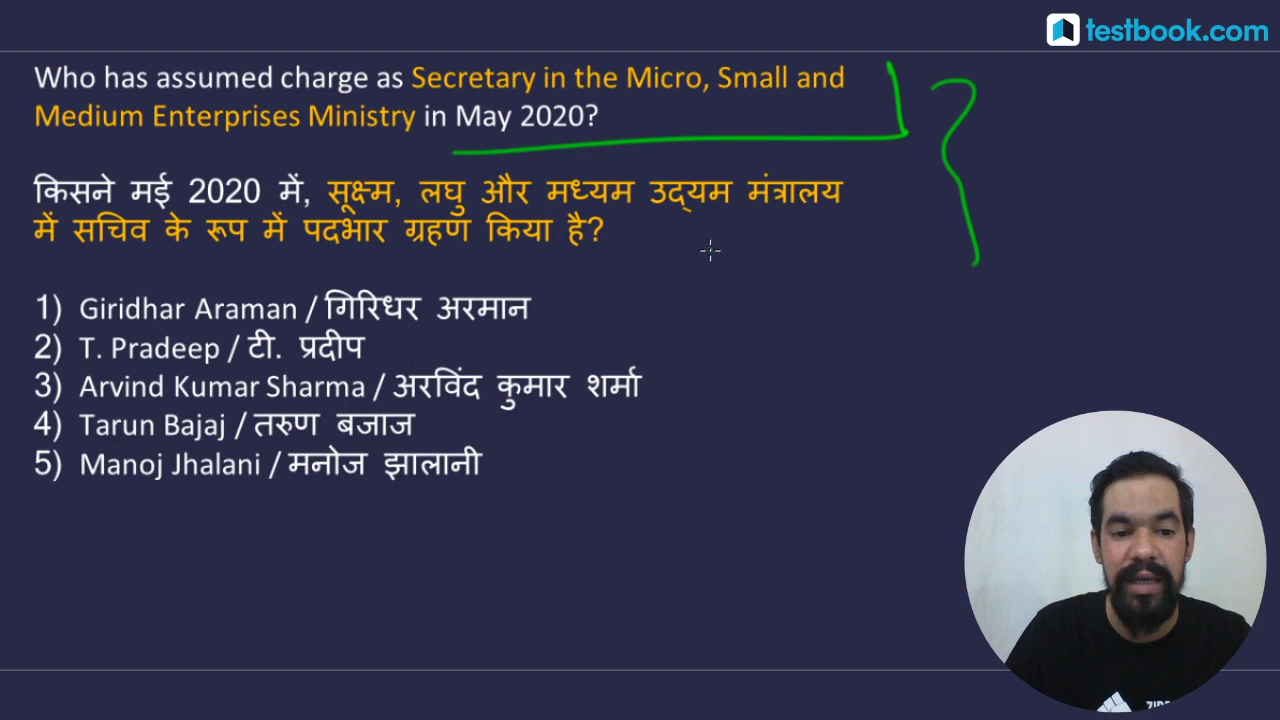 testbook.com
Who has assumed charge as Secretary in the Micro, Small and
Medium Enterprises Ministry in May 2020?
किसने मई 2020 में, सूक्ष्म, लघु और मध्यम उद्यम मंत्रालय
में सचिव के रूप में पदभार ग्रहण किया है?
1) Giridhar Araman / गिरिधर अरमान
2) T. Pradeep / टी. प्रदीप
3) Arvind Kumar Sharma / अरविंद कुमार शर्मा
4) Tarun Bajaj / तरुण बजाज
5) Manoj Jhalani / मनोज झालानी